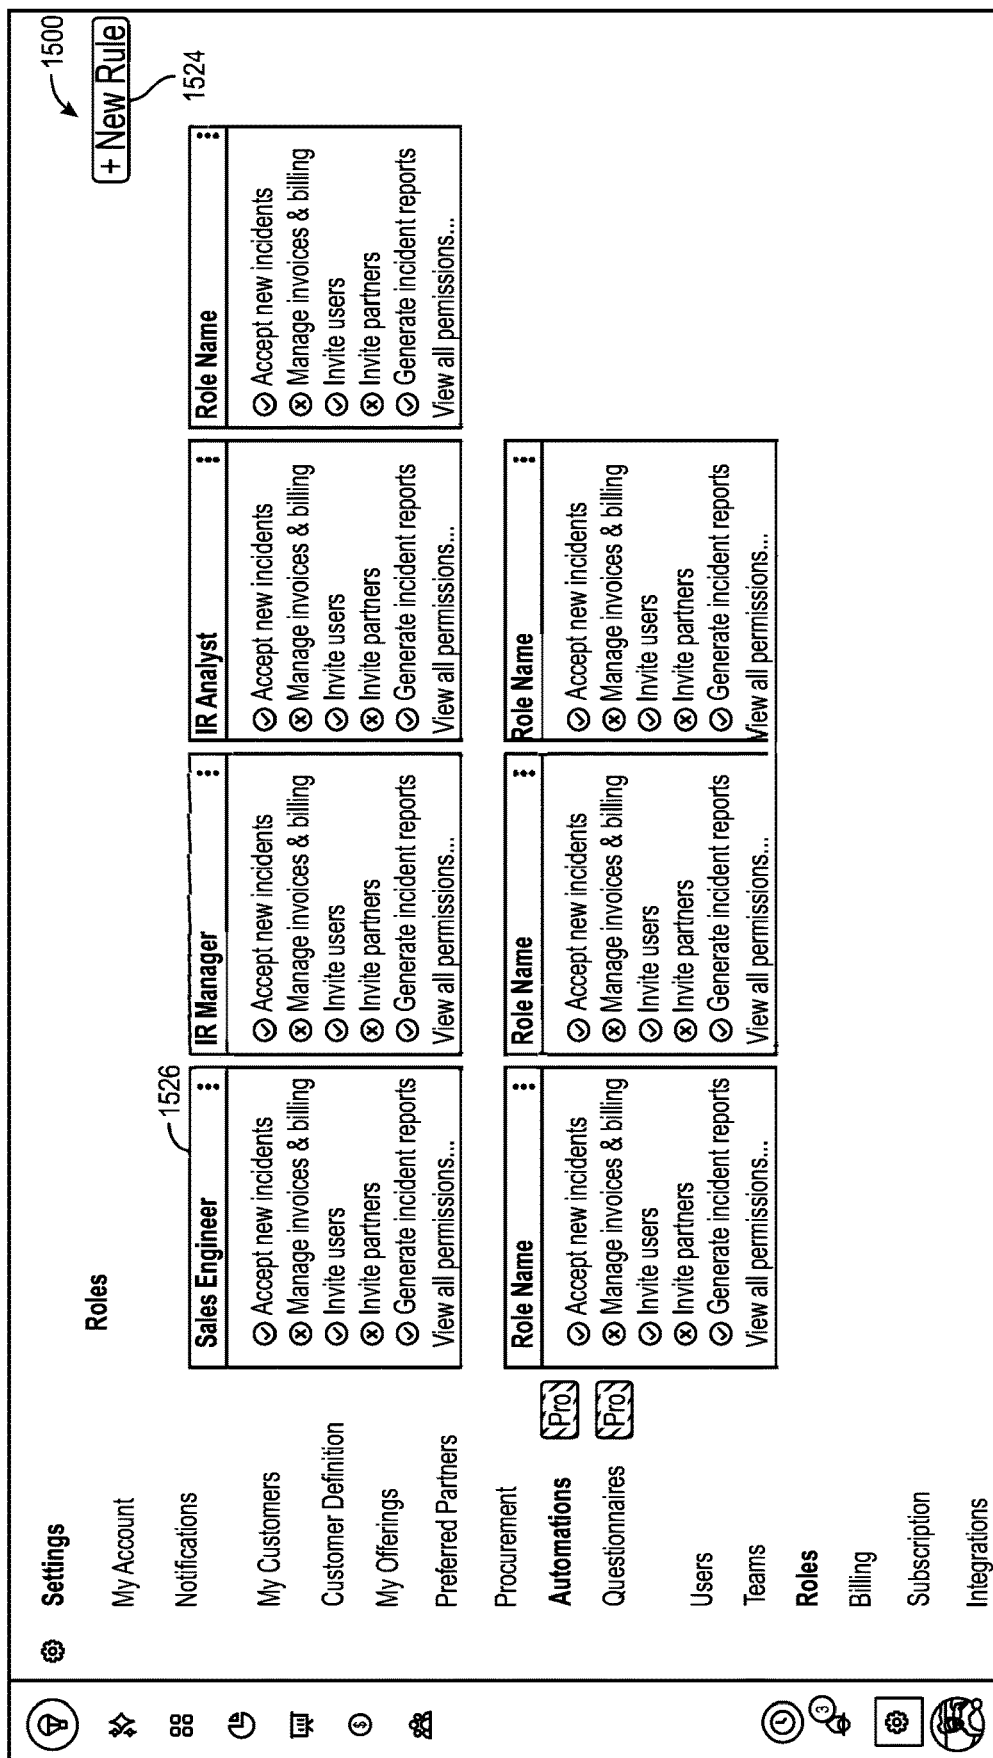 1500
Settings
My Account
Notifications
My Customers
Customer Definition
My Offerings
Preferred Partners
Procurement
Automations Pro
Questionnaires Pro
Users
Teams
Roles
Billing
Subscription
Integrations
$
3
Roles
+ New Rule
1524
1526
Sales Engineer
Accept new incidents
Manage invoices & billing
Invite users
Invite partners
Generate incident reports
View all permissions...
IR Manager
Accept new incidents
Manage invoices & billing
Invite users
Invite partners
Generate incident reports
View all permissions...
IR Analyst
Accept new incidents
Manage invoices & billing
Invite users
Invite partners
Generate incident reports
View all permissions...
Role Name
Accept new incidents
Manage invoices & billing
Invite users
Invite partners
Generate incident reports
View all pemissions...
Role Name
Accept new incidents
Manage invoices & billing
Invite users
Invite partners
Generate incident reports
View all permissions...
Role Name
Accept new incidents
Manage invoices & billing
Invite users
Invite partners
Generate incident reports
View all permissions...
Role Name
Accept new incidents
Manage invoices & billing
Invite users
Invite partners
Generate incident reports
View all permissions...